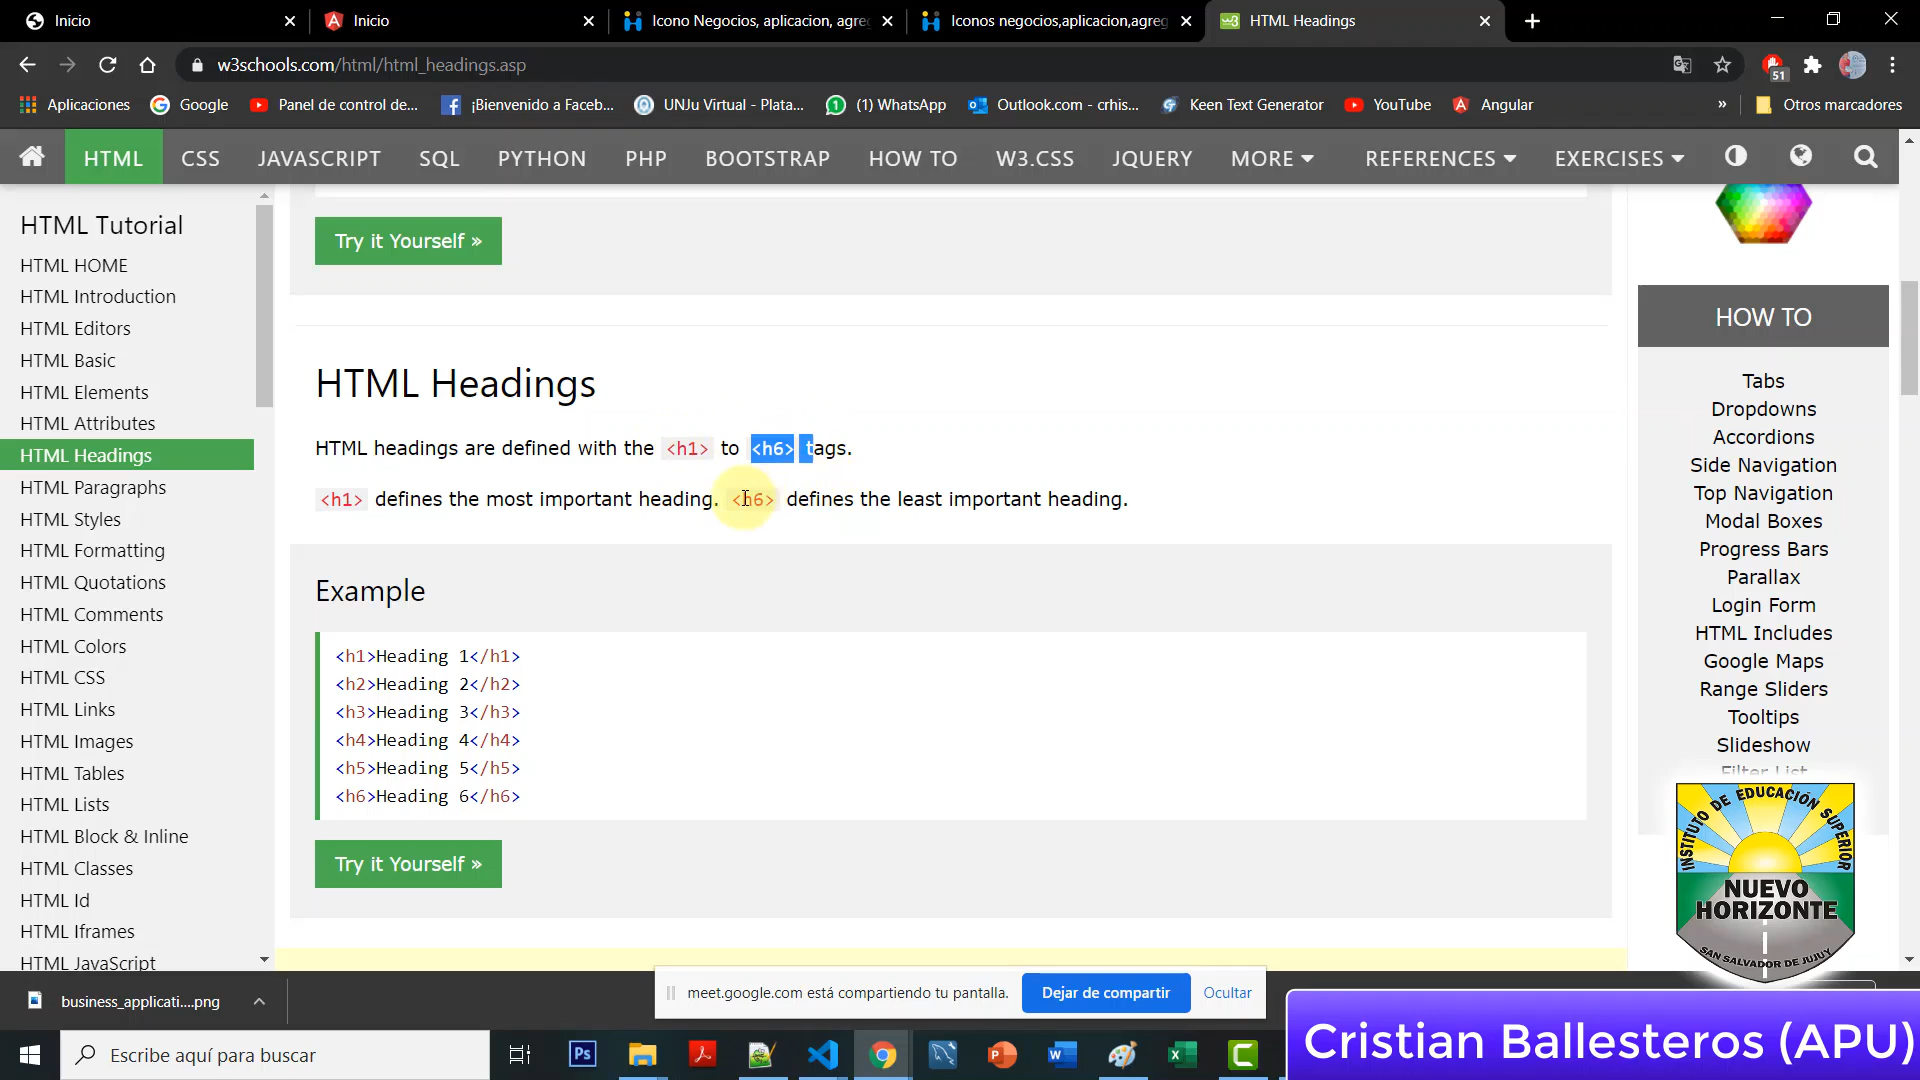 Inicio
Inicio
Icono Negocios, aplicacion, agreg
Iconos negocios,aplicacion,agreg
HTML Headings
w3schools.com/html/html_headings.asp
51
Aplicaciones
Google
Panel de control de...
¡Bienvenido a Faceb...
UNJu Virtual - Plata...
(1) WhatsApp
Outlook.com - crhis...
Keen Text Generator
YouTube
Angular
»
Otros marcadores
HTML
CSS
JAVASCRIPT
SQL
PYTHON
PHP
BOOTSTRAP
HOW TO
W3.CSS
JQUERY
MORE
REFERENCES
EXERCISES
HTML Tutorial
HTML HOME
HTML Introduction
HTML Editors
HTML Basic
HTML Elements
HTML Attributes
HTML Headings
HTML Paragraphs
HTML Styles
HTML Formatting
HTML Quotations
HTML Comments
HTML Colors
HTML CSS
HTML Links
HTML Images
HTML Tables
HTML Lists
HTML Block & Inline
HTML Classes
HTML Id
HTML Iframes
HTML JavaScript
Try it Yourself »
HTML Headings
HTML headings are defined with the <h1> to <h6> tags.
<h1> defines the most important heading. <h6> defines the least important heading.
Example
<h1>Heading 1</h1>
<h2>Heading 2</h2>
<h3>Heading 3</h3>
<h4>Heading 4</h4>
<h5>Heading 5</h5>
<h6>Heading 6</h6>
Try it Yourself »
HOW TO
Tabs
Dropdowns
Accordions
Side Navigation
Top Navigation
Modal Boxes
Progress Bars
Parallax
Login Form
HTML Includes
Google Maps
Range Sliders
Tooltips
Slideshow
Filter List
INSTITUTO DE EDUCACIÓN SUPERIOR
NUEVO
HORIZONTE
SAN SALVADOR DE JUJUY
business_applicati....png
meet.google.com está compartiendo tu pantalla.
Dejar de compartir
Ocultar
Escribe aquí para buscar
Ps
Cristian Ballesteros (APU)